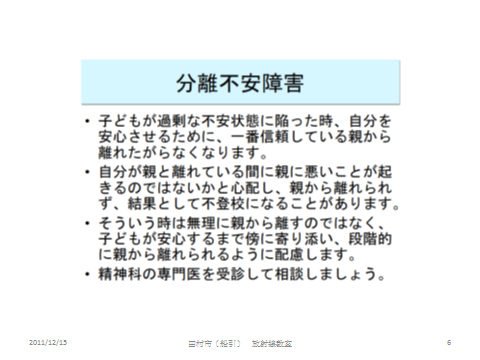 分離不安障害
• 子どもが過剰な不安状態に陥った時、自分を
安心させるために、一番信頼している親から
離れたがらなくなります。
• 自分が親と離れている間に親に悪いことが起
きるのではないかと心配し、親から離れられ
ず、結果として不登校になることがあります。
• そういう時は無理に親から離すのではなく、
子どもが安心するまで傍に寄り添い、段階的
に親から離れられるように配慮します。
• 精神科の専門医を受診して相談しましょう。
2011/12/15
田村市（船引） 放射線教室
6